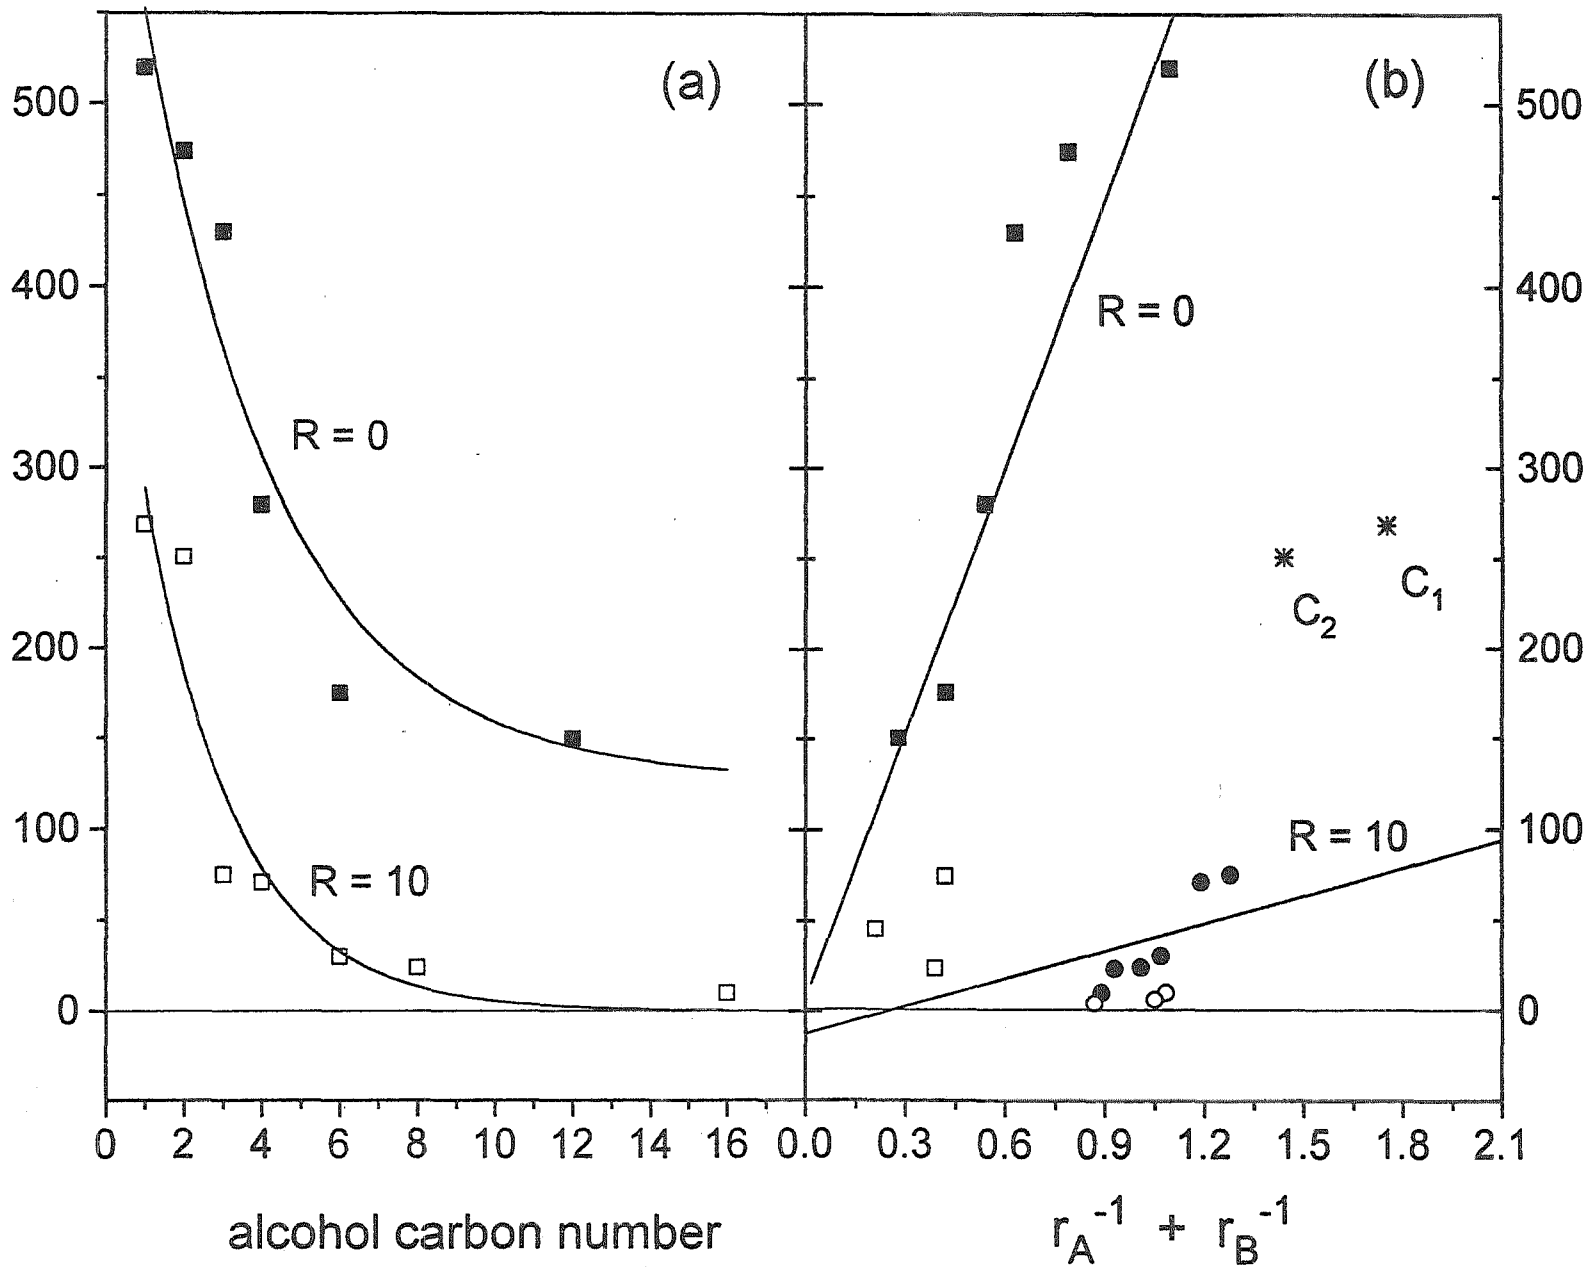 (a)
500
400
300
200
100
0
R = 0
R = 10
0 2 4 6 8 10 12 14 16
alcohol carbon number
(b)
500
400
300
200
100
0
R = 0
C2
C1
R = 10
0.0 0.3 0.6 0.9 1.2 1.5 1.8 2.1
rA-1 + rB-1